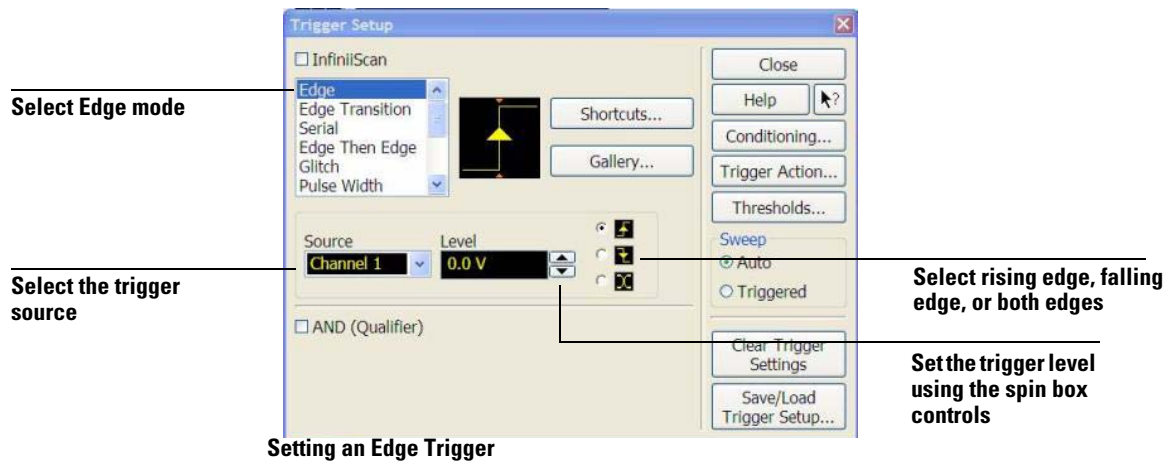 Trigger Setup
InfiniiScan
Edge
Edge Transition
Serial
Edge Then Edge
Glitch
Pulse Width
Shortcuts...
Gallery...
Close
Help
?
Conditioning...
Trigger Action...
Thresholds...
Source
Level
Channel 1
0.0 V
Sweep
Auto
Triggered
AND (Qualifier)
Clear Trigger
Settings
Save/Load
Trigger Setup...
Select Edge mode
Select the trigger
source
Select rising edge, falling
edge, or both edges
Set the trigger level
using the spin box
controls
Setting an Edge Trigger